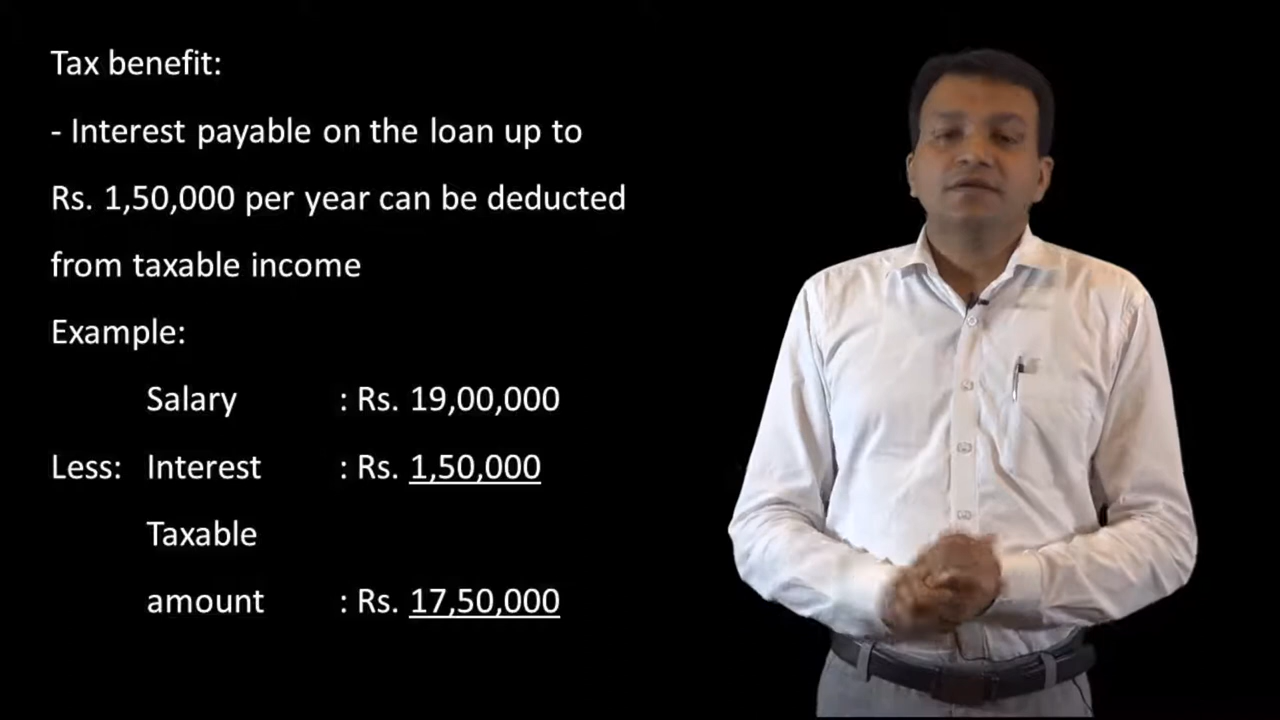 Tax benefit:
- Interest payable on the loan up to
Rs. 1,50,000 per year can be deducted
from taxable income
Example:
Salary : Rs. 19,00,000
Less: Interest : Rs. 1,50,000
Taxable
amount : Rs. 17,50,000